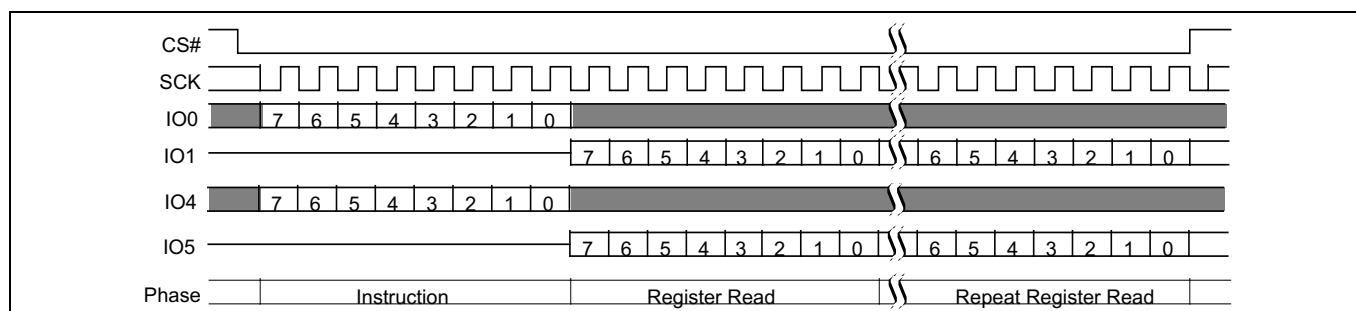 CS#
SCK
IO0 7 6 5 4 3 2 1 0
IO1 7 6 5 4 3 2 1 0 6 5 4 3 2 1 0
IO4 7 6 5 4 3 2 1 0
IO5 7 6 5 4 3 2 1 0 6 5 4 3 2 1 0
Phase Instruction Register Read Repeat Register Read